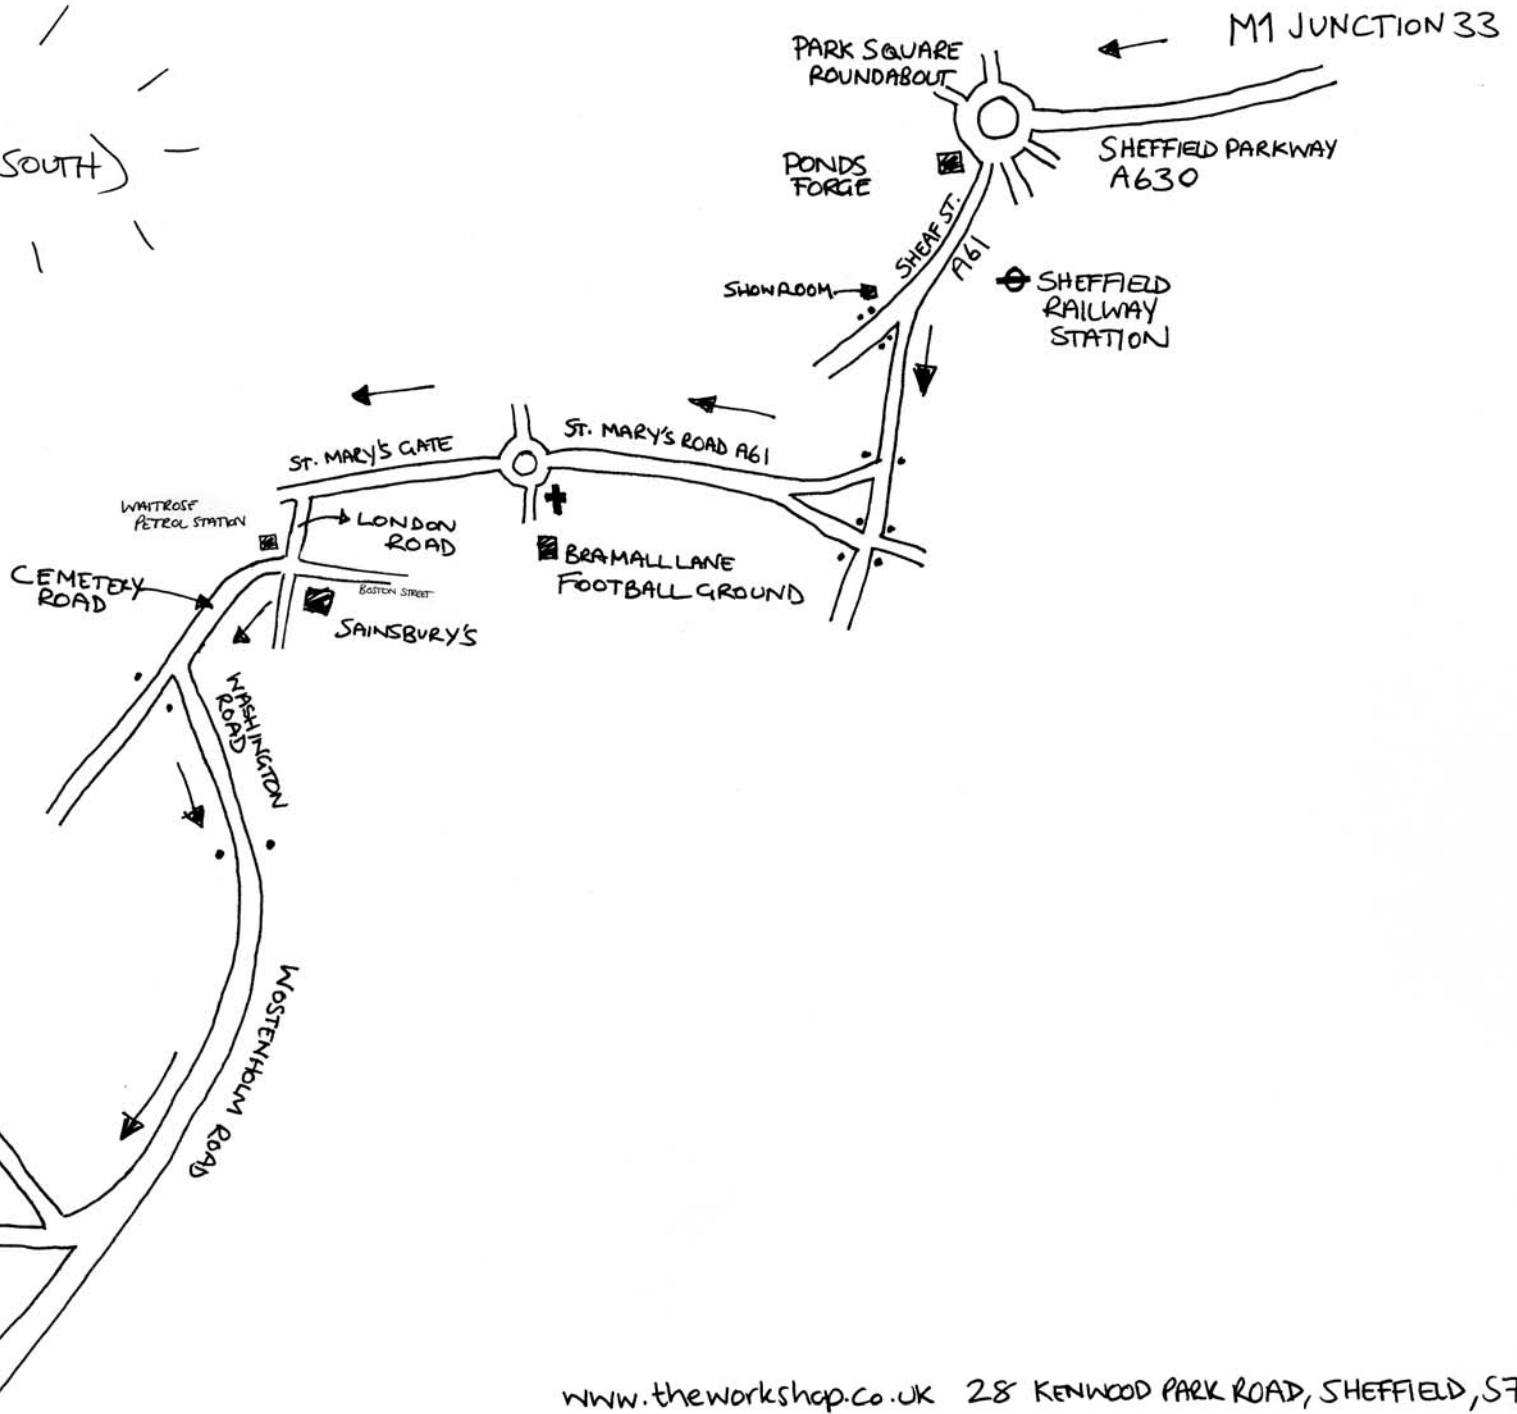 M1 JUNCTION 33
PARK SQUARE
ROUNDABOUT
SOUTH)
SHEFFIELD PARKWAY
A630
PONDS
FORGE
SHEAF ST.
A61
SHOWROOM
SHEFFIELD
RAILWAY
STATION
ST. MARY'S ROAD A61
ST. MARY'S GATE
WAITROSE
PETROL STATION
LONDON
ROAD
BRAMALL LANE
FOOTBALL GROUND
CEMETERY
ROAD
BOSTON STREET
SAINSBURY'S
WASHINGTON
ROAD
WOSTENHOLM ROAD
www.theworkshop.co.uk 28 KENWOOD PARK ROAD, SHEFFIELD, S7